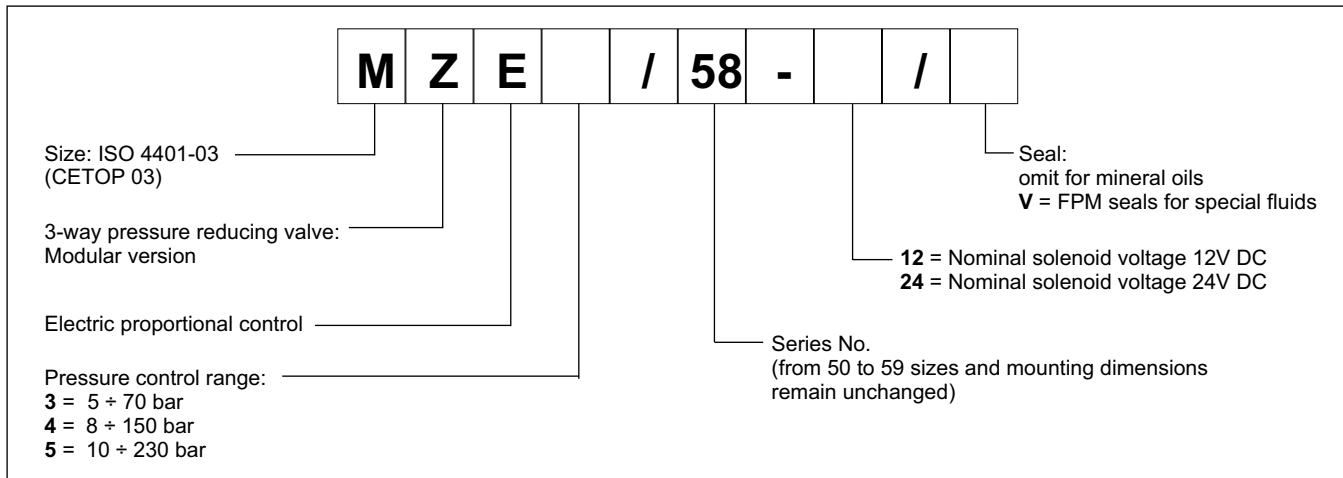 M Z E / 58 - /
Size: ISO 4401-03
(CETOP 03)
3-way pressure reducing valve:
Modular version
Electric proportional control
Pressure control range:
3 = 5 ÷ 70 bar
4 = 8 ÷ 150 bar
5 = 10 ÷ 230 bar
Seal:
omit for mineral oils
V = FPM seals for special fluids
12 = Nominal solenoid voltage 12V DC
24 = Nominal solenoid voltage 24V DC
Series No.
(from 50 to 59 sizes and mounting dimensions
remain unchanged)